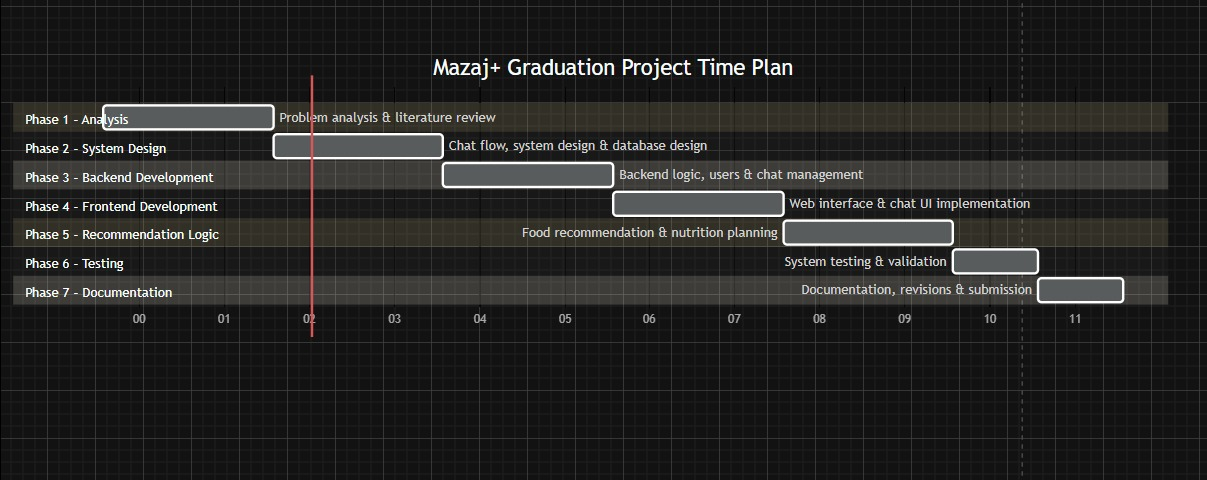 Mazaj+ Graduation Project Time Plan
Phase 1 - Analysis
Problem analysis & literature review
Phase 2 - System Design
Chat flow, system design & database design
Phase 3 - Backend Development
Backend logic, users & chat management
Phase 4 - Frontend Development
Web interface & chat UI implementation
Phase 5 - Recommendation Logic
Food recommendation & nutrition planning
Phase 6 - Testing
System testing & validation
Phase 7 - Documentation
Documentation, revisions & submission
00 01 02 03 04 05 06 07 08 09 10 11